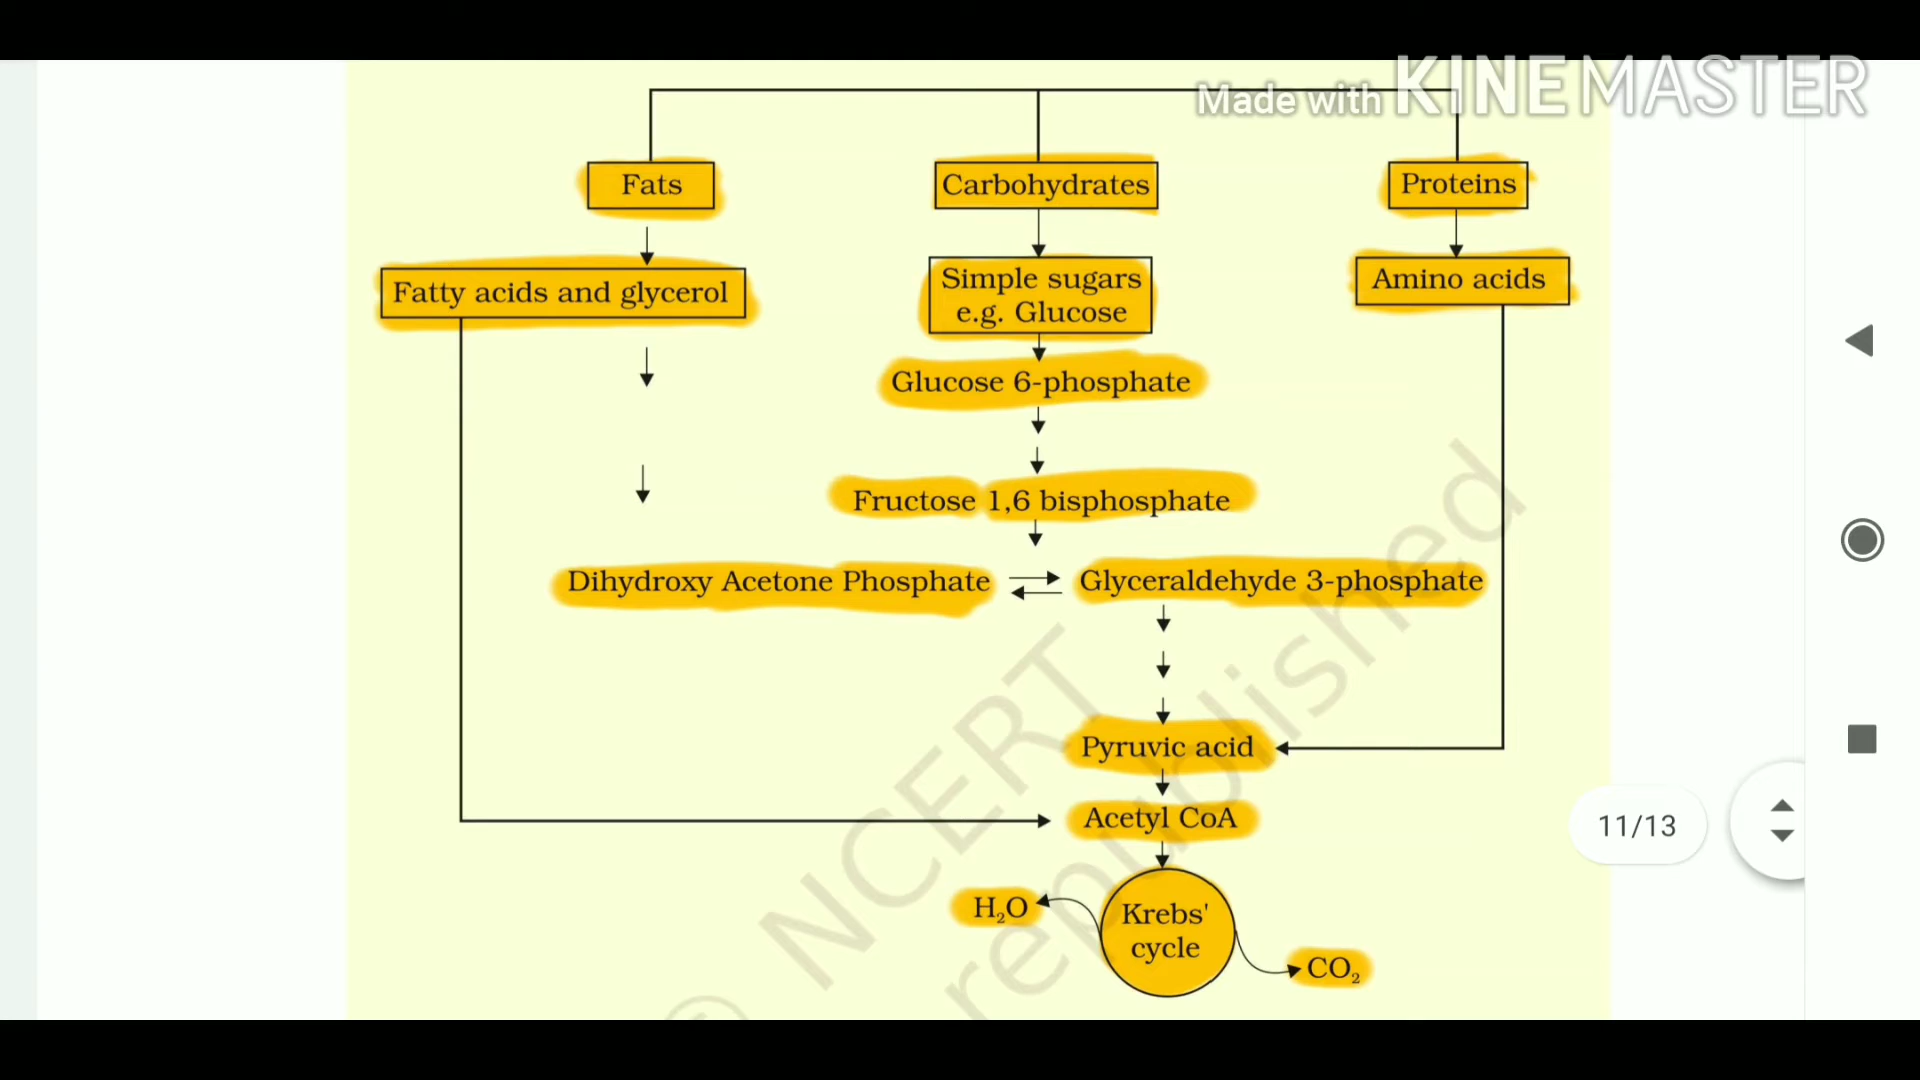 Made with KINEMASTER
Fats
Carbohydrates
Proteins
Fatty acids and glycerol
Simple sugars
e.g. Glucose
Amino acids
Glucose 6-phosphate
Fructose 1,6 bisphosphate
Dihydroxy Acetone Phosphate
Glyceraldehyde 3-phosphate
Pyruvic acid
Acetyl CoA
11/13
H₂O
Krebs'
cycle
CO₂
© NCERT
republished